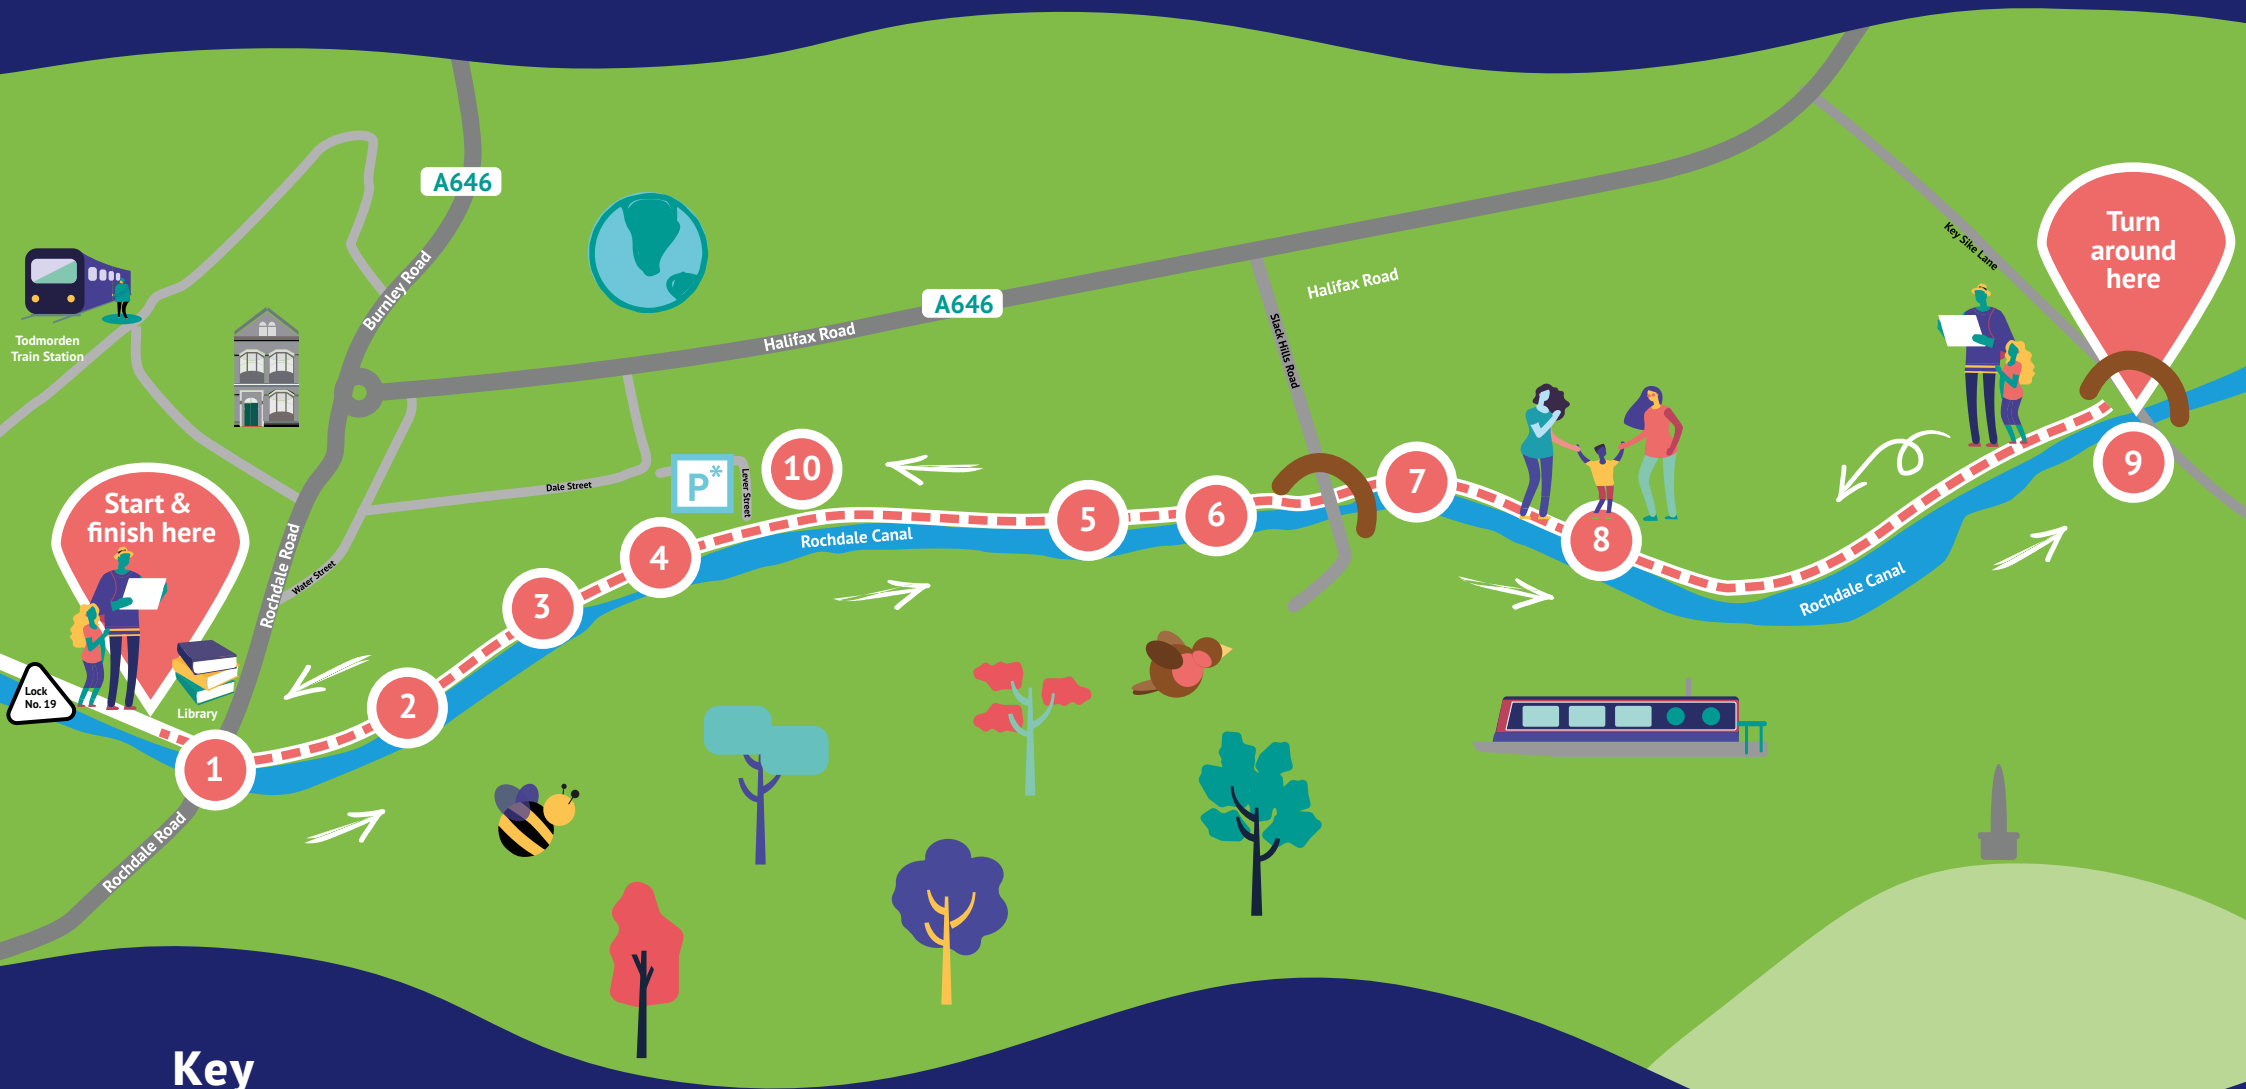 A646
Burnley Road
Todmorden
Train Station
A646
Halifax Road
Halifax Road
Slack Hills Road
Key Sike Lane
Turn
around
here
Start &
finish here
Rochdale Road
Water Street
Dale Street
P*
Lever Street
10
9
8
7
6
5
4
3
2
1
Rochdale Canal
Rochdale Canal
Lock
No. 19
Library
Rochdale Road
Key